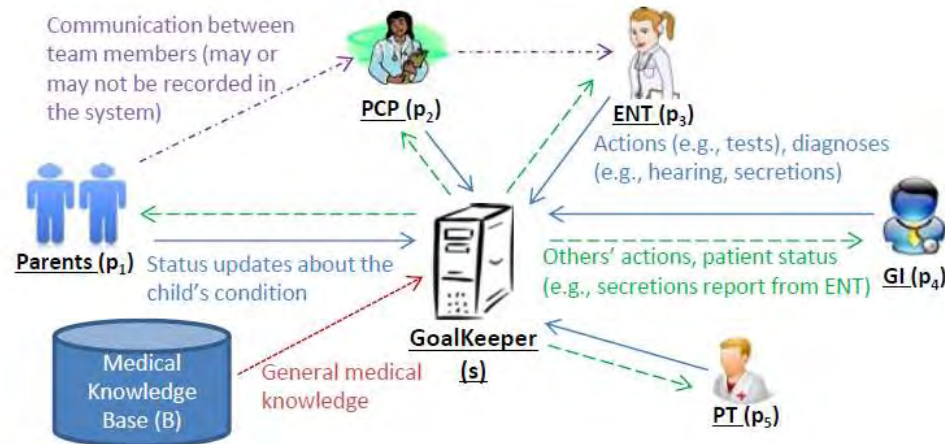 Communication between
team members (may or
may not be recorded in
the system)
PCP (p2)
ENT (p3)
Actions (e.g., tests), diagnoses
(e.g., hearing, secretions)
Parents (p1)
Status updates about the
child's condition
Others' actions, patient status
(e.g., secretions report from ENT)
GI (p4)
GoalKeeper
(s)
Medical
Knowledge
Base (B)
General medical
knowledge
PT (p5)